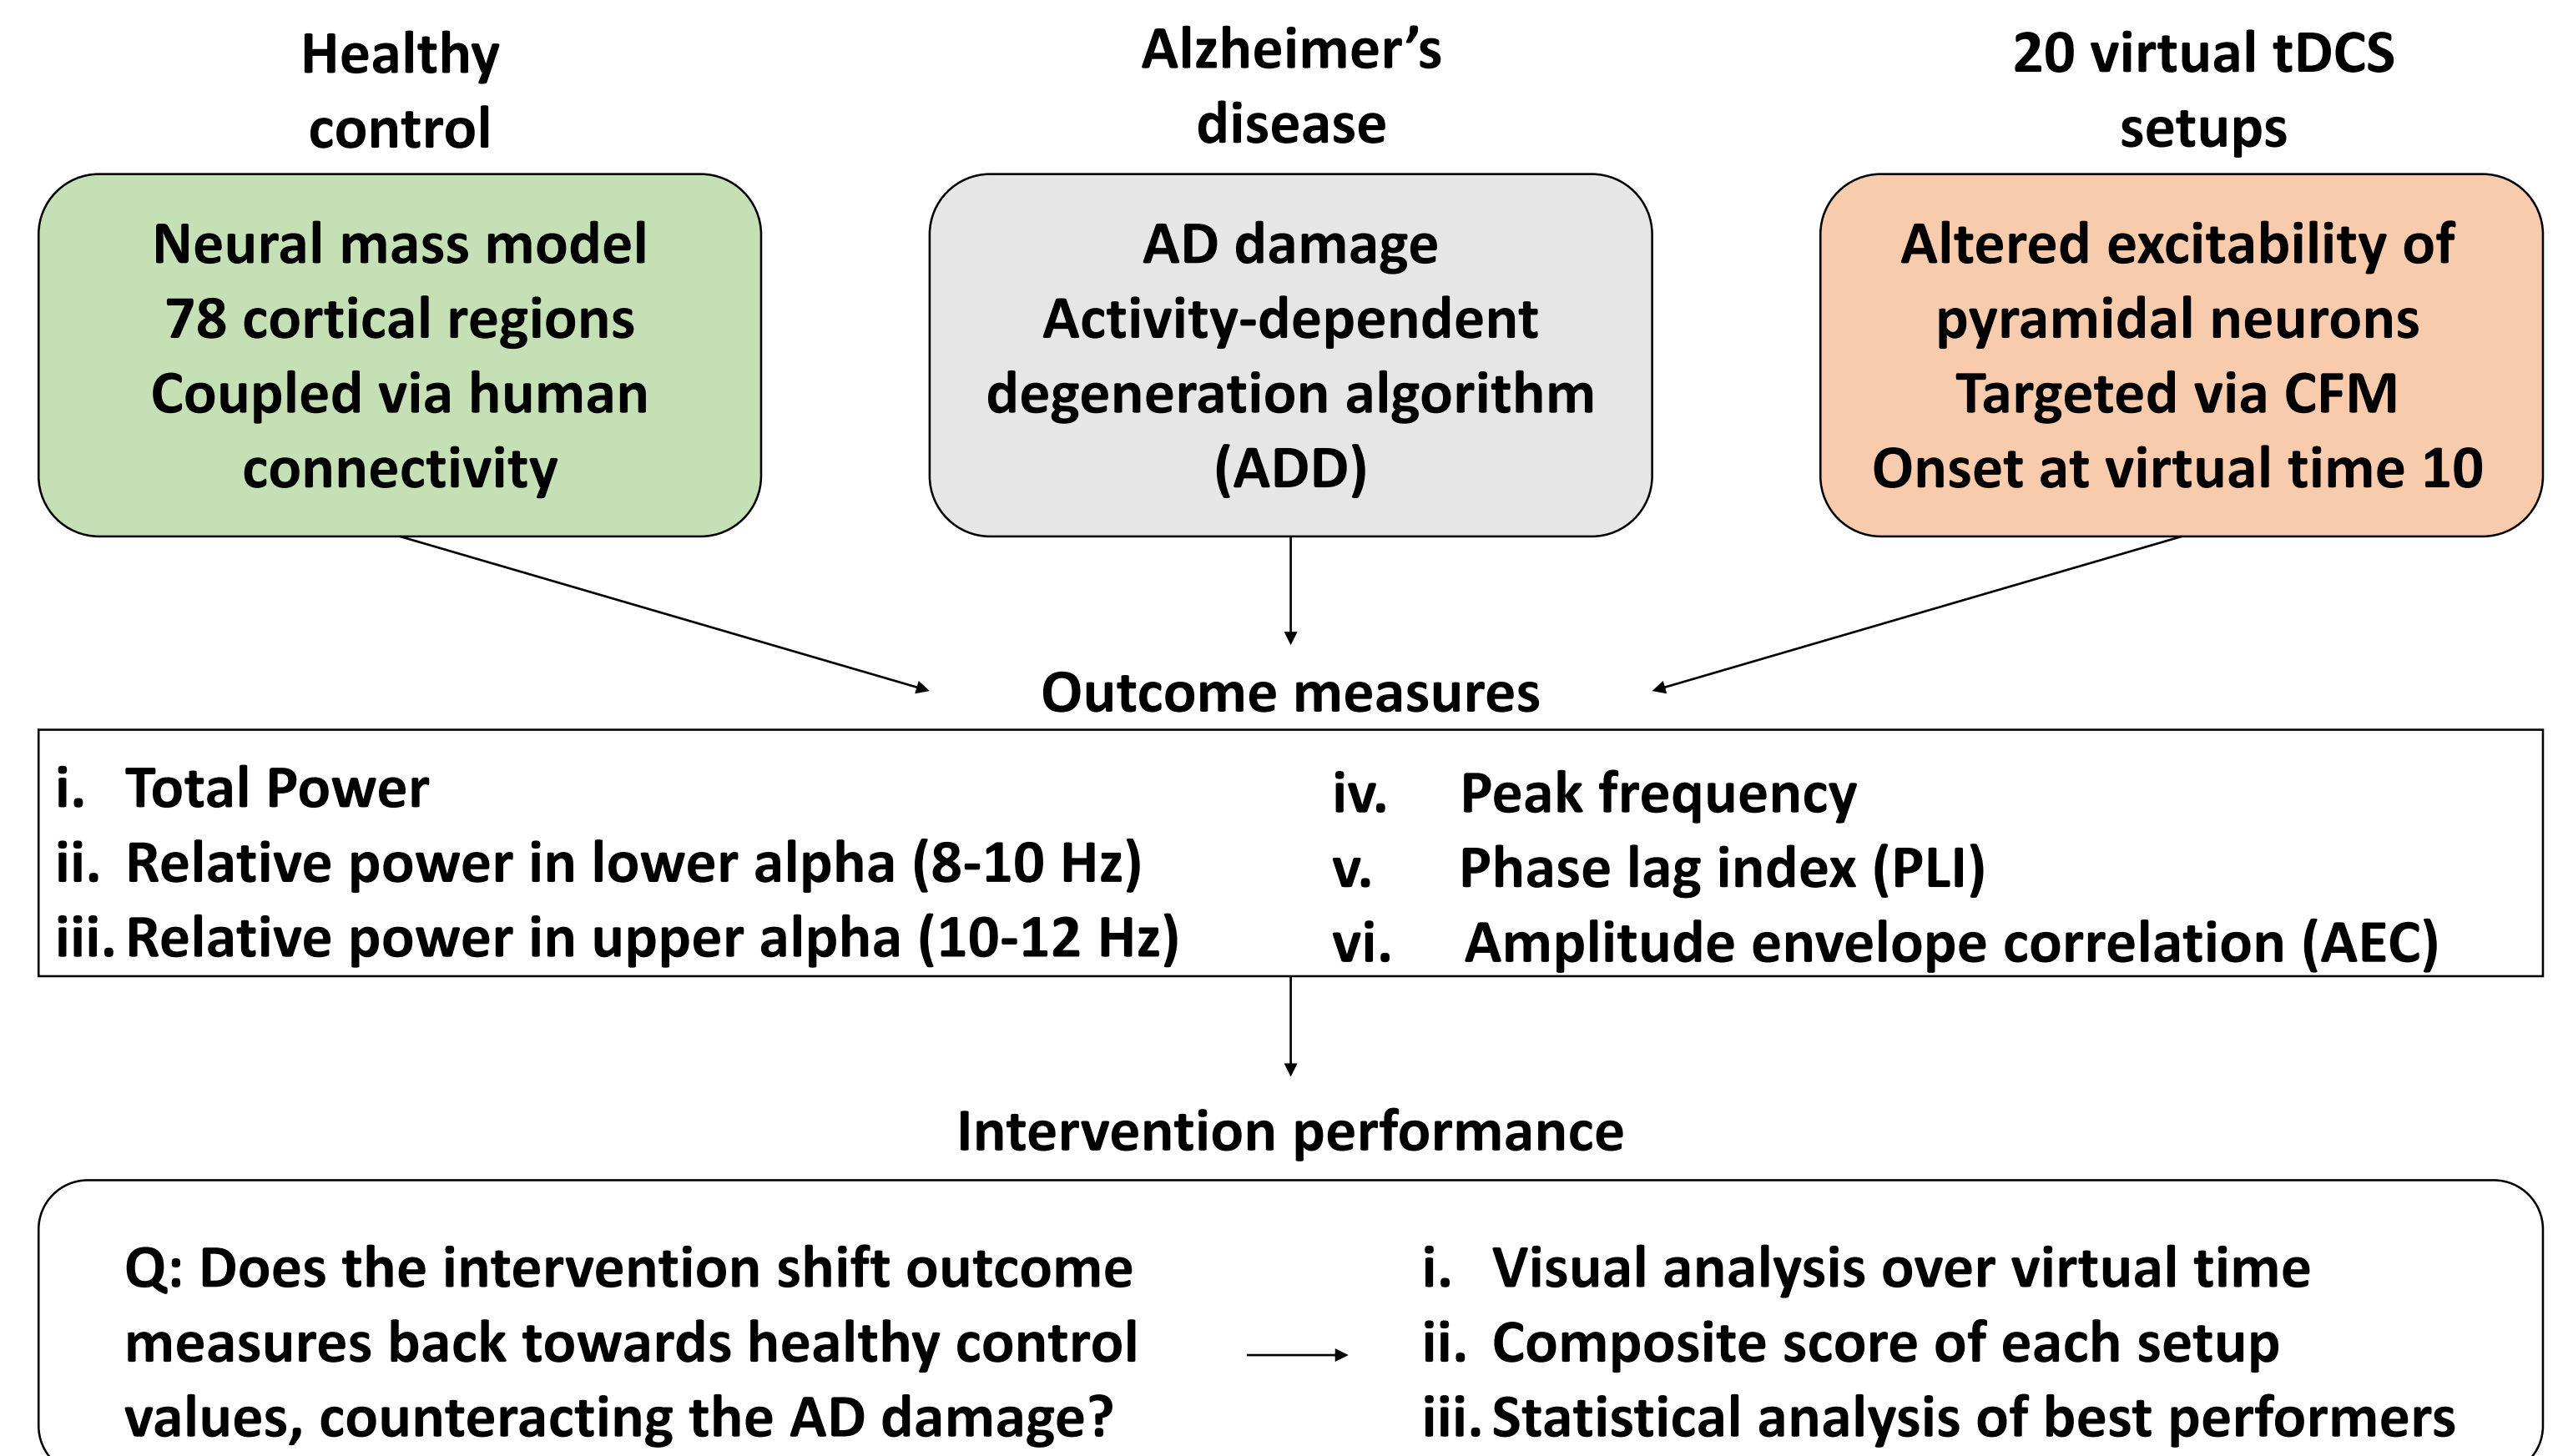 Healthy
control
Alzheimer’s
disease
20 virtual tDCS
setups
Neural mass model
78 cortical regions
Coupled via human
connectivity
AD damage
Activity-dependent
degeneration algorithm
(ADD)
Altered excitability of
pyramidal neurons
Targeted via CFM
Onset at virtual time 10
Outcome measures
i. Total Power
ii. Relative power in lower alpha (8-10 Hz)
iii. Relative power in upper alpha (10-12 Hz)
iv. Peak frequency
v. Phase lag index (PLI)
vi. Amplitude envelope correlation (AEC)
Intervention performance
Q: Does the intervention shift outcome
measures back towards healthy control
values, counteracting the AD damage?
i. Visual analysis over virtual time
ii. Composite score of each setup
iii. Statistical analysis of best performers